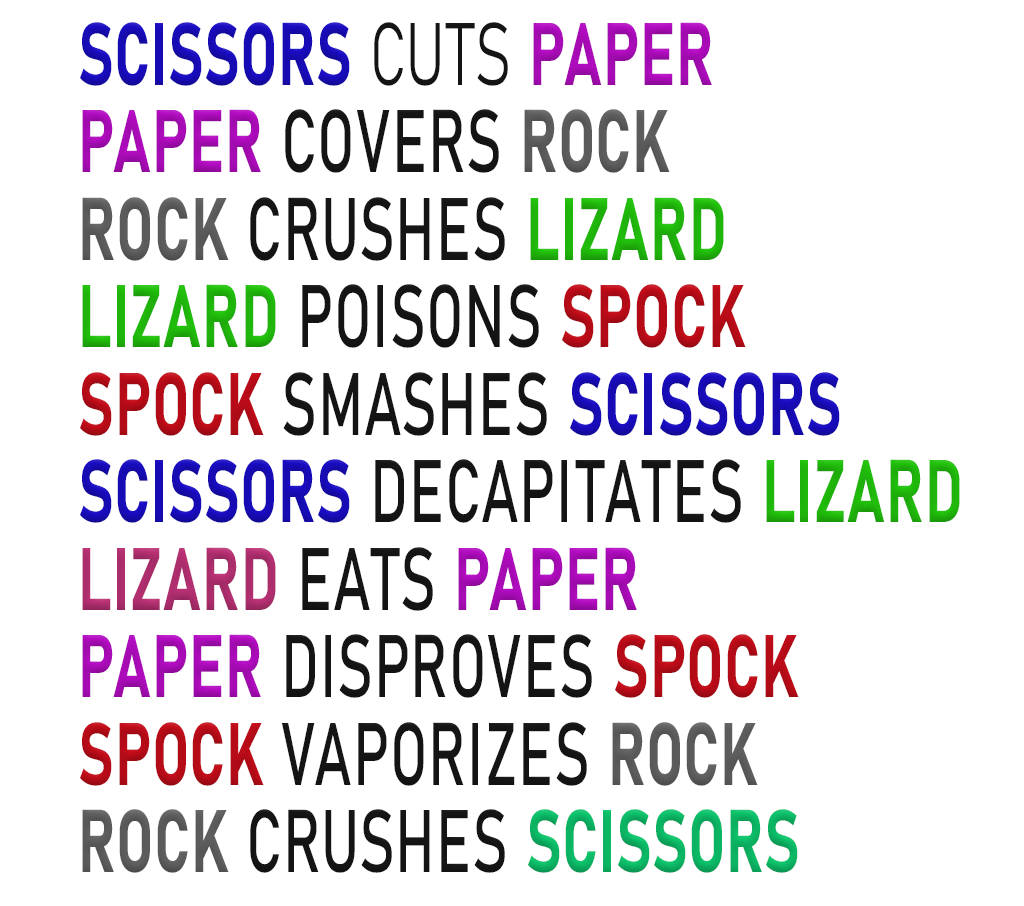 SCISSORS CUTS PAPER
PAPER COVERS ROCK
ROCK CRUSHES LIZARD
LIZARD POISONS SPOCK
SPOCK SMASHES SCISSORS
SCISSORS DECAPITATES LIZARD
LIZARD EATS PAPER
PAPER DISPROVES SPOCK
SPOCK VAPORIZES ROCK
ROCK CRUSHES SCISSORS